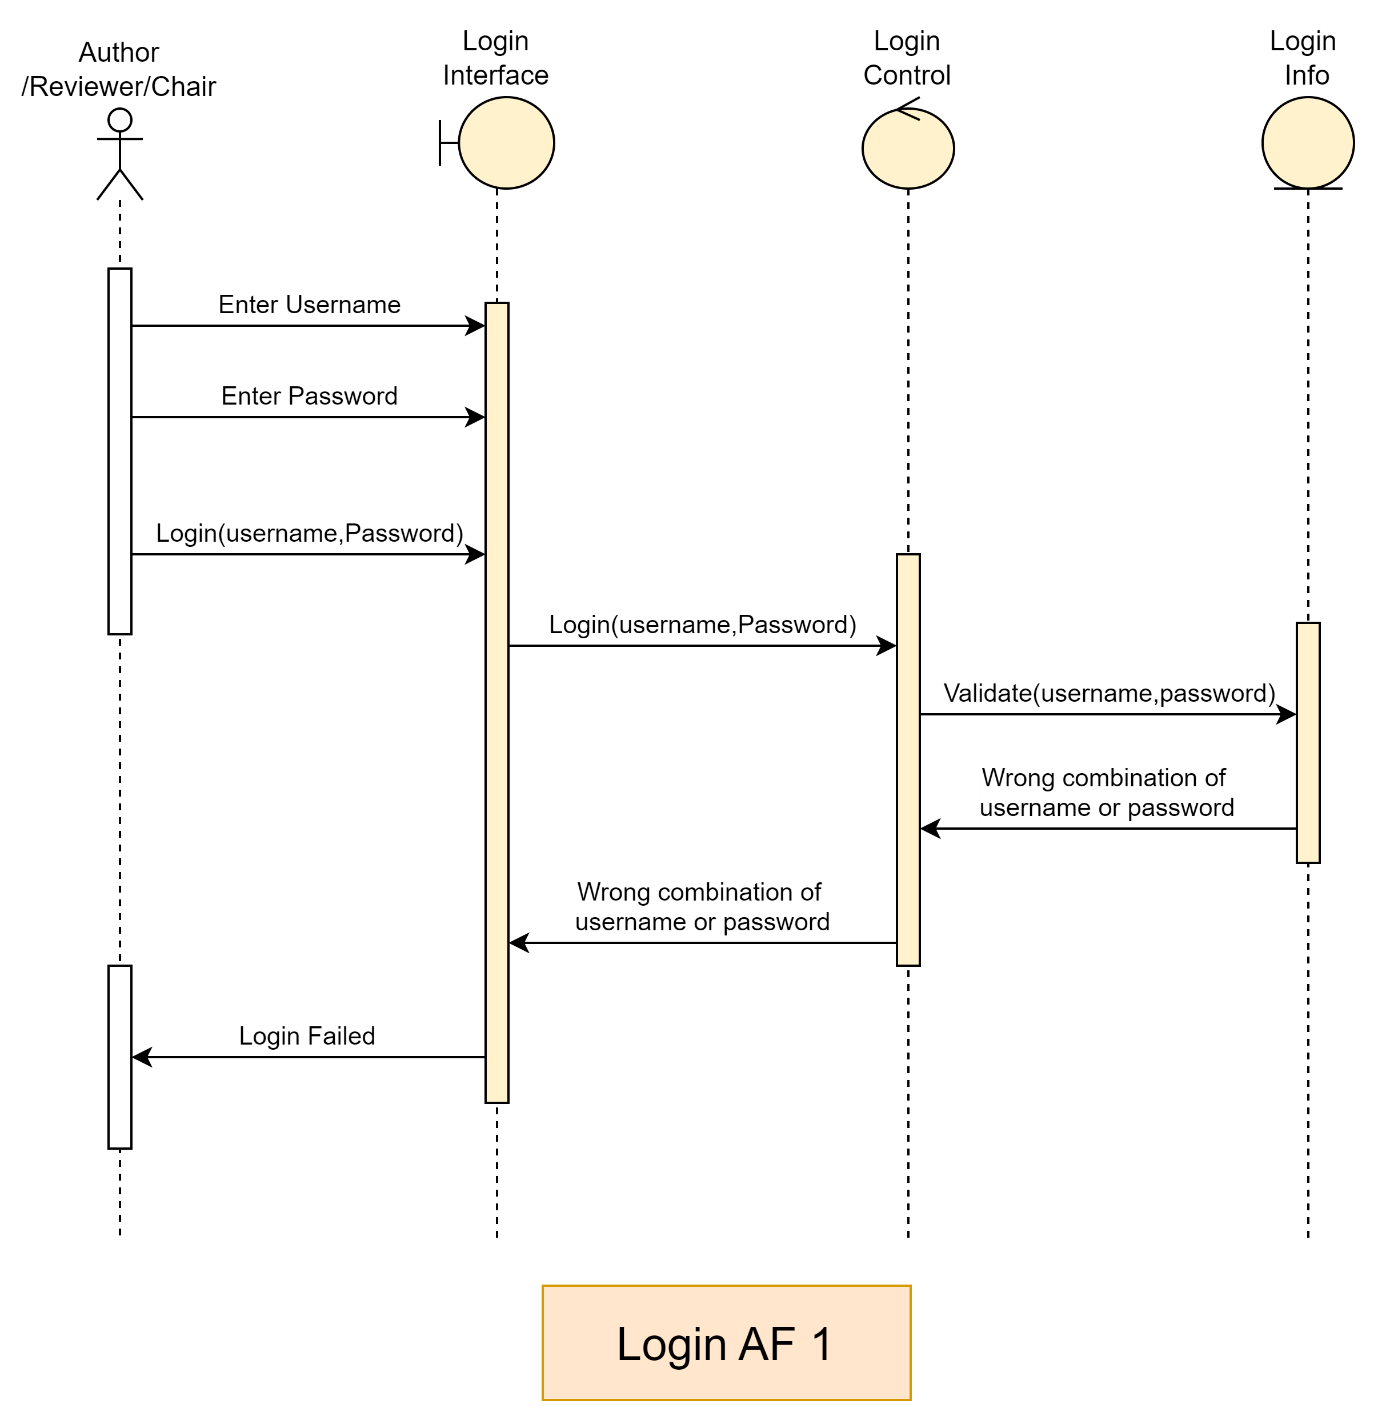 Author
/Reviewer/Chair
Login
Interface
Login
Control
Login
Info
Enter Username
Enter Password
Login(username,Password)
Login(username,Password)
Validate(username,password)
Wrong combination of
username or password
Wrong combination of
username or password
Login Failed
Login AF 1